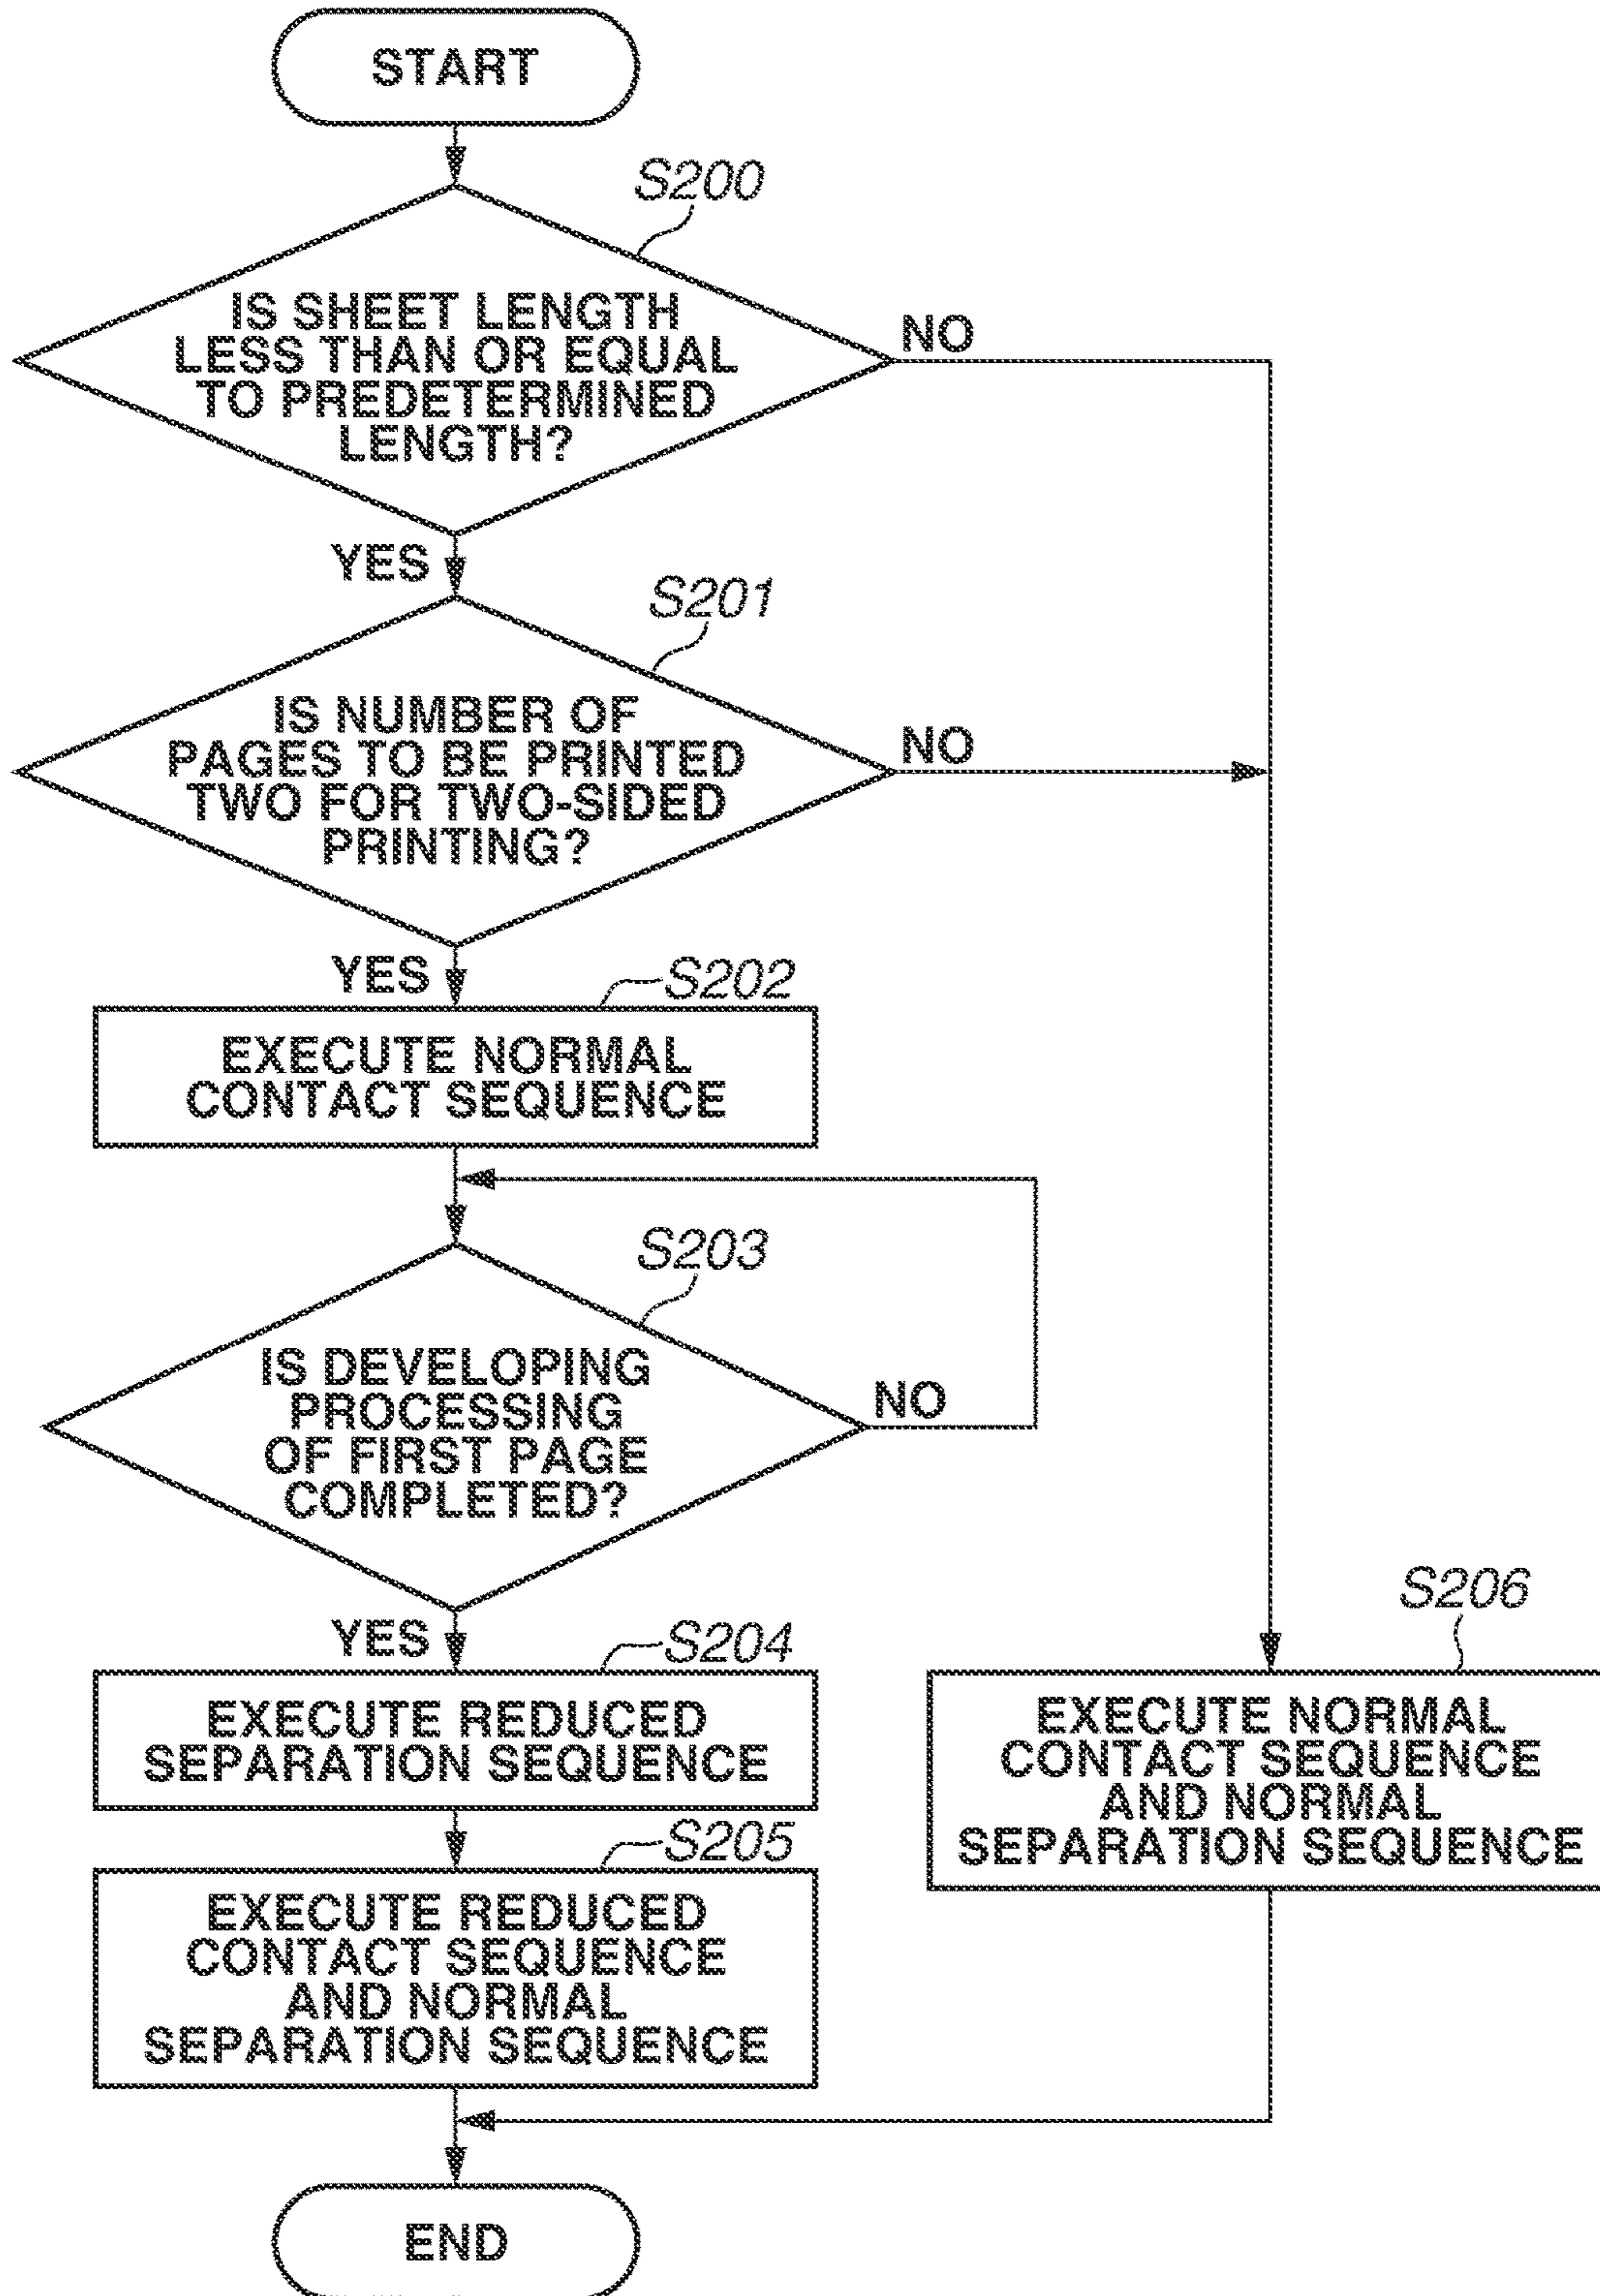 START
S200
IS SHEET LENGTH
LESS THAN OR EQUAL
TO PREDETERMINED
LENGTH?
NO
YES
S201
IS NUMBER OF
PAGES TO BE PRINTED
TWO FOR TWO-SIDED
PRINTING?
NO
YES
S202
EXECUTE NORMAL
CONTACT SEQUENCE
S203
IS DEVELOPING
PROCESSING
OF FIRST PAGE
COMPLETED?
NO
YES
S204
EXECUTE REDUCED
SEPARATION SEQUENCE
S205
EXECUTE REDUCED
CONTACT SEQUENCE
AND NORMAL
SEPARATION SEQUENCE
S206
EXECUTE NORMAL
CONTACT SEQUENCE
AND NORMAL
SEPARATION SEQUENCE
END